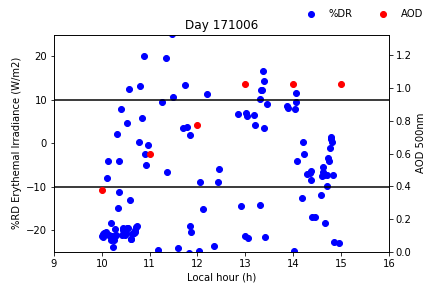 %DR AOD
Day 171006
%RD Erythemal Irradiance (W/m2)
20
10
0
−10
−20
1.2
1.0
0.8
0.6
0.4
0.2
0.0
AOD 500nm
9 10 11 12 13 14 15 16
Local hour (h)